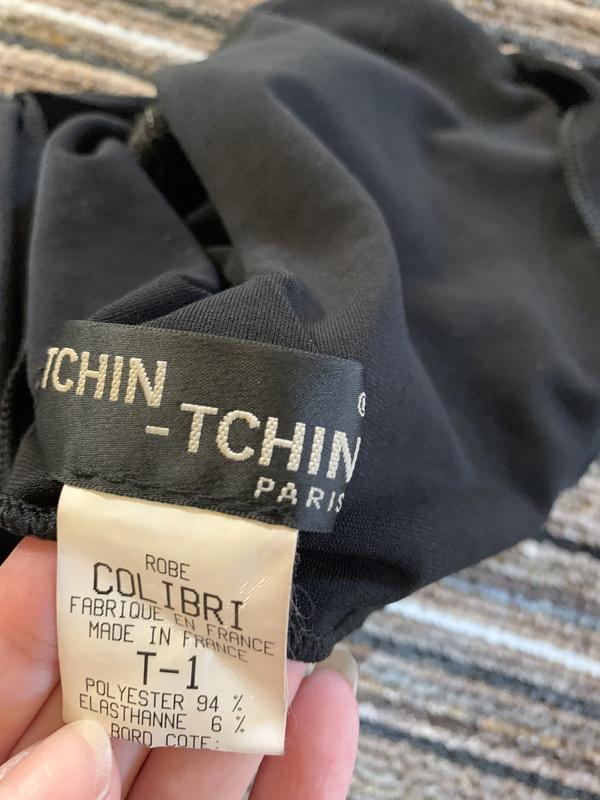 TCHIN
-TCHIN®
PARIS
ROBE
COLIBRI
FABRIQUE EN FRANCE
MADE IN FRANCE
T-1
POLYESTER 94 %
ELASTHANNE 6 %
BORD COTE: